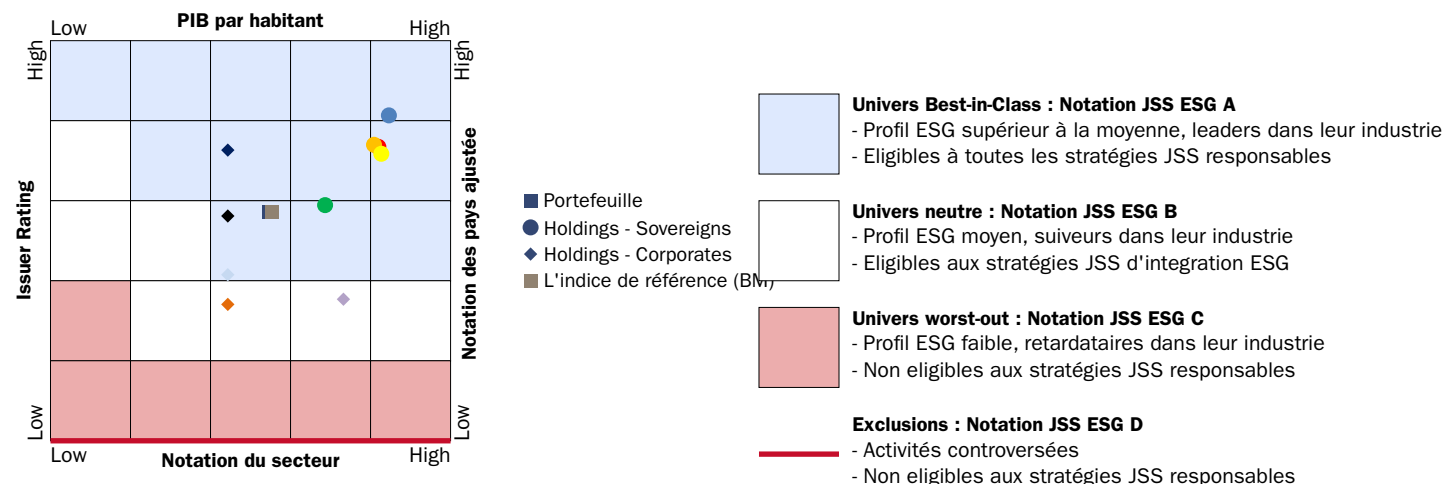 PIB par habitant
Low High
High High
Issuer Rating
Notation des pays ajustée
Low Low
Low High
Notation du secteur
Portefeuille
Holdings - Sovereigns
Holdings - Corporates
L'indice de référence (BM)
Univers Best-in-Class : Notation JSS ESG A
- Profil ESG supérieur à la moyenne, leaders dans leur industrie
- Eligibles à toutes les stratégies JSS responsables
Univers neutre : Notation JSS ESG B
- Profil ESG moyen, suiveurs dans leur industrie
- Eligibles aux stratégies JSS d'integration ESG
Univers worst-out : Notation JSS ESG C
- Profil ESG faible, retardataires dans leur industrie
- Non eligibles aux stratégies JSS responsables
Exclusions : Notation JSS ESG D
- Activités controversées
- Non eligibles aux stratégies JSS responsables